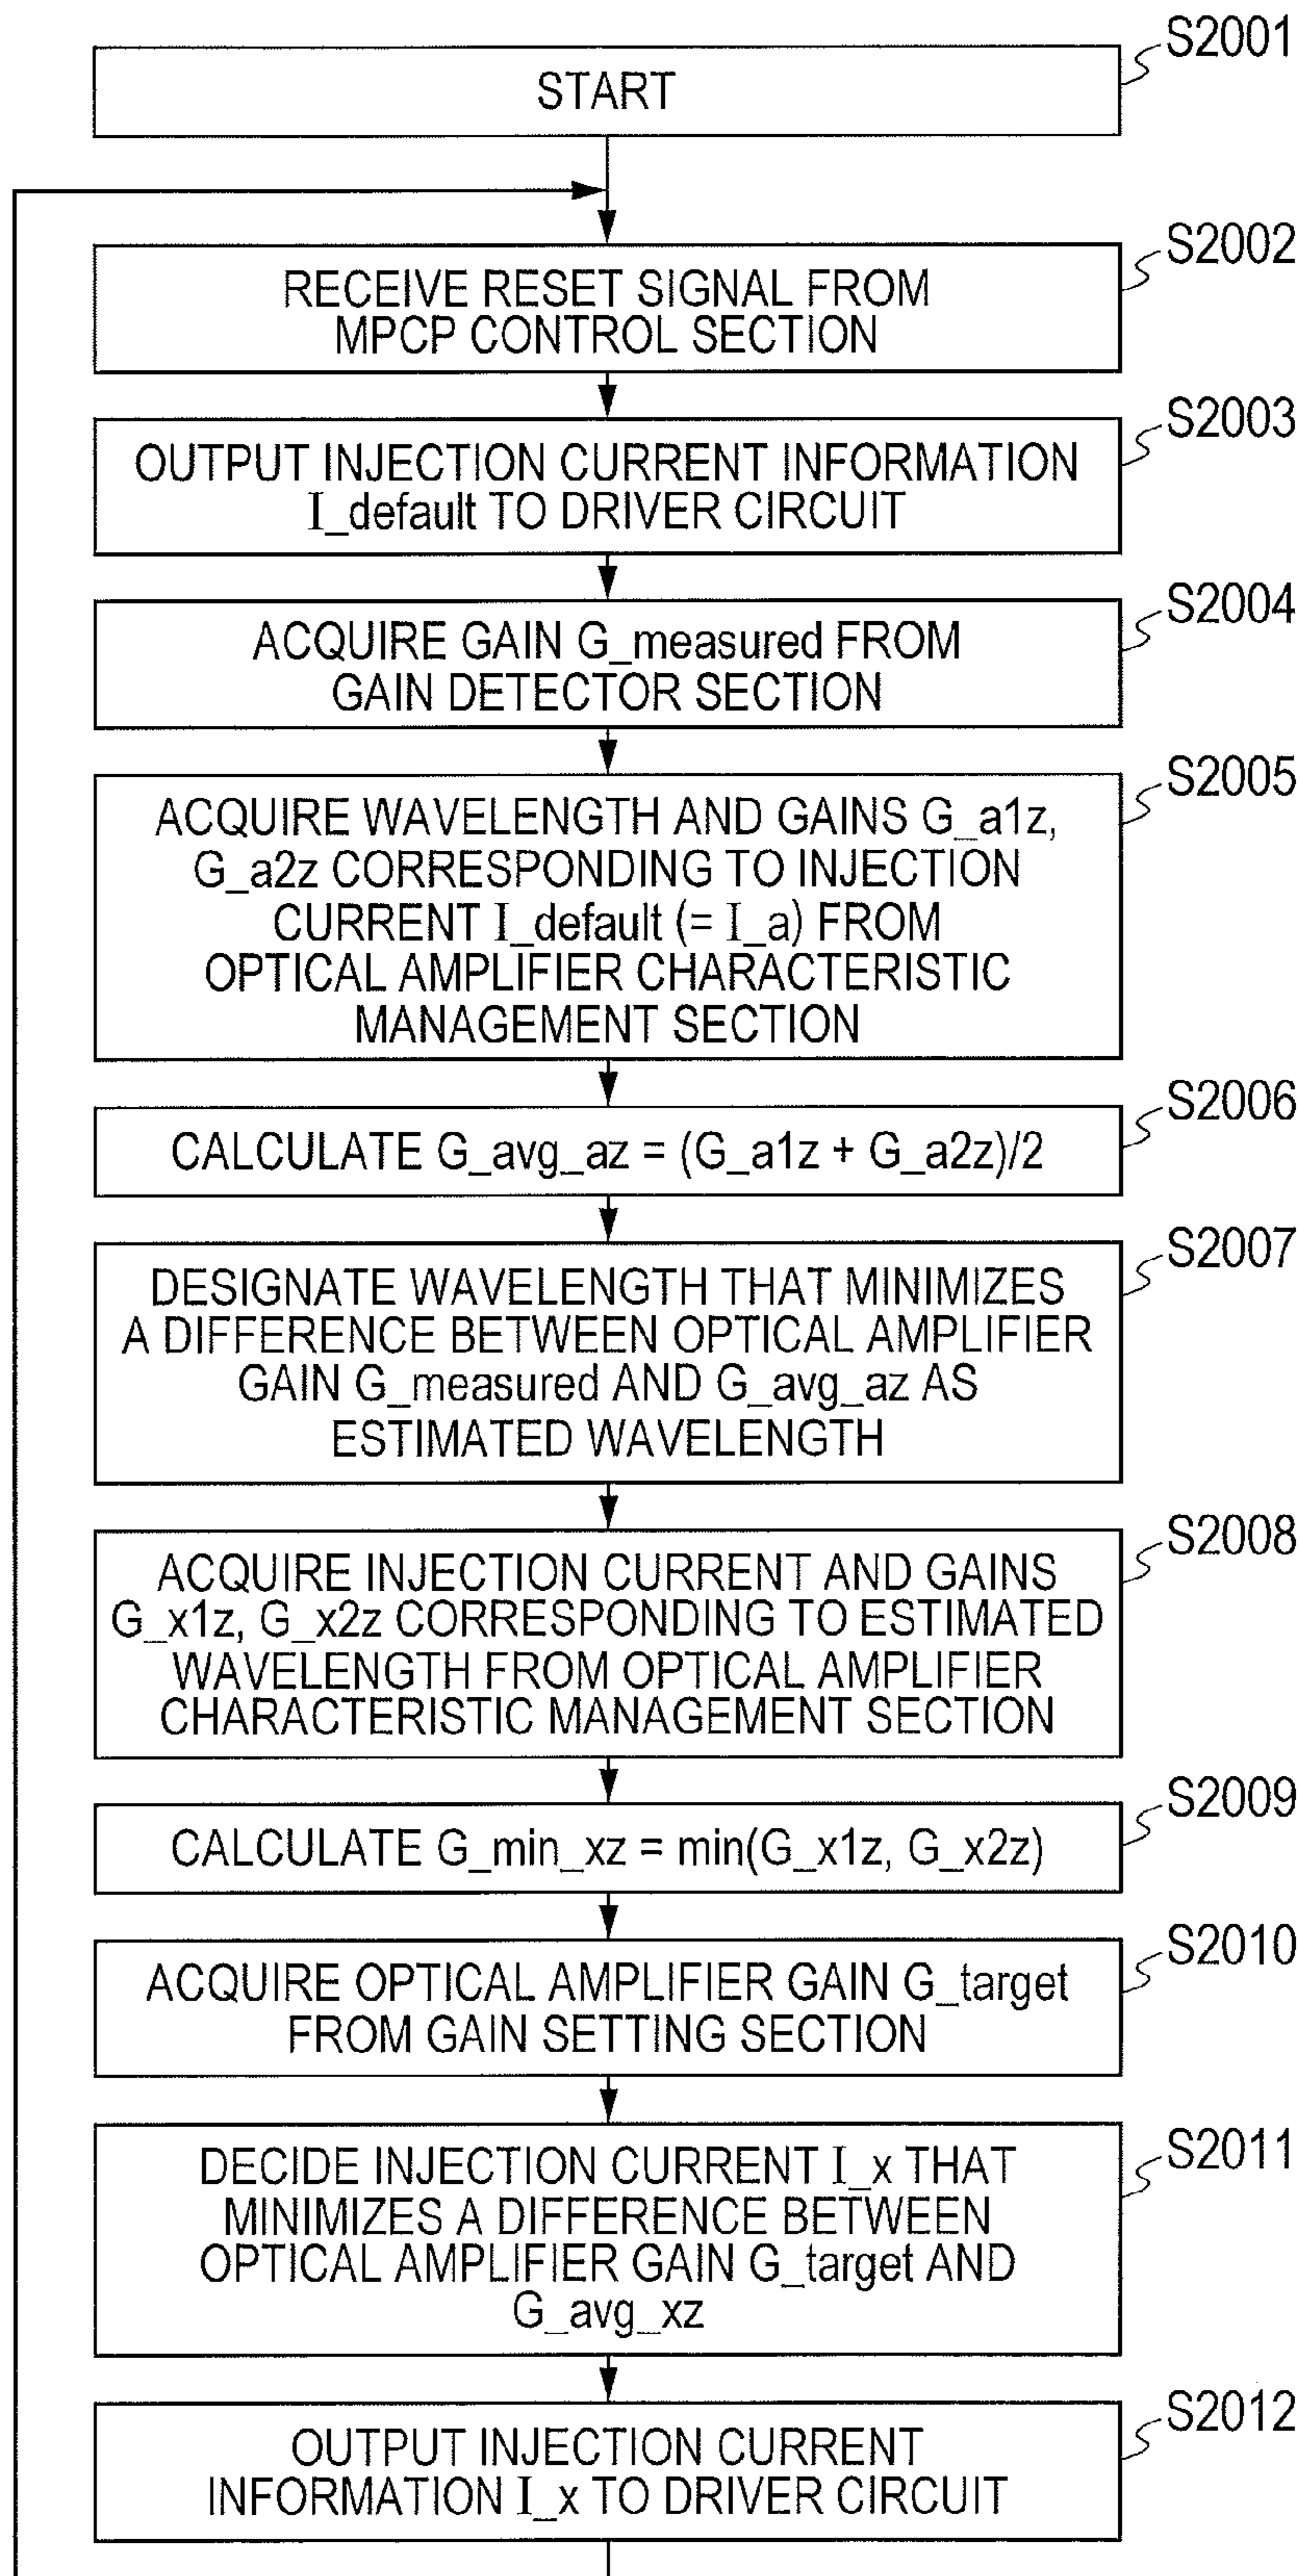 S2001
START
S2002
RECEIVE RESET SIGNAL FROM
MPCP CONTROL SECTION
S2003
OUTPUT INJECTION CURRENT INFORMATION
I_default TO DRIVER CIRCUIT
S2004
ACQUIRE GAIN G_measured FROM
GAIN DETECTOR SECTION
S2005
ACQUIRE WAVELENGTH AND GAINS G_a1z,
G_a2z CORRESPONDING TO INJECTION
CURRENT I_default (= I_a) FROM
OPTICAL AMPLIFIER CHARACTERISTIC
MANAGEMENT SECTION
S2006
CALCULATE G_avg_az = (G_a1z + G_a2z)/2
S2007
DESIGNATE WAVELENGTH THAT MINIMIZES
A DIFFERENCE BETWEEN OPTICAL AMPLIFIER
GAIN G_measured AND G_avg_az AS
ESTIMATED WAVELENGTH
S2008
ACQUIRE INJECTION CURRENT AND GAINS
G_x1z, G_x2z CORRESPONDING TO ESTIMATED
WAVELENGTH FROM OPTICAL AMPLIFIER
CHARACTERISTIC MANAGEMENT SECTION
S2009
CALCULATE G_min_xz = min(G_x1z, G_x2z)
S2010
ACQUIRE OPTICAL AMPLIFIER GAIN G_target
FROM GAIN SETTING SECTION
S2011
DECIDE INJECTION CURRENT I_x THAT
MINIMIZES A DIFFERENCE BETWEEN
OPTICAL AMPLIFIER GAIN G_target AND
G_avg_xz
S2012
OUTPUT INJECTION CURRENT
INFORMATION I_x TO DRIVER CIRCUIT